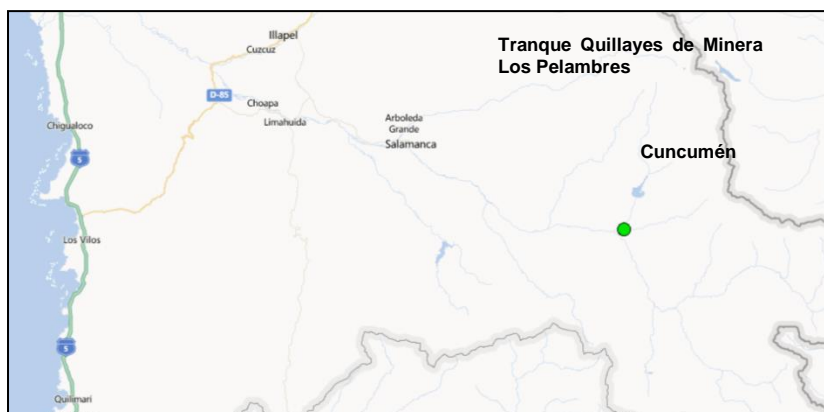 Illapel
Cuzcuz
Tranque Quillayes de Minera
Los Pelambres
D-85
Choapa
Limahuida
Arboleda
Grande
Salamanca
Chigualoco
5
Cuncumén
Los Vilos
5
Quilimarí